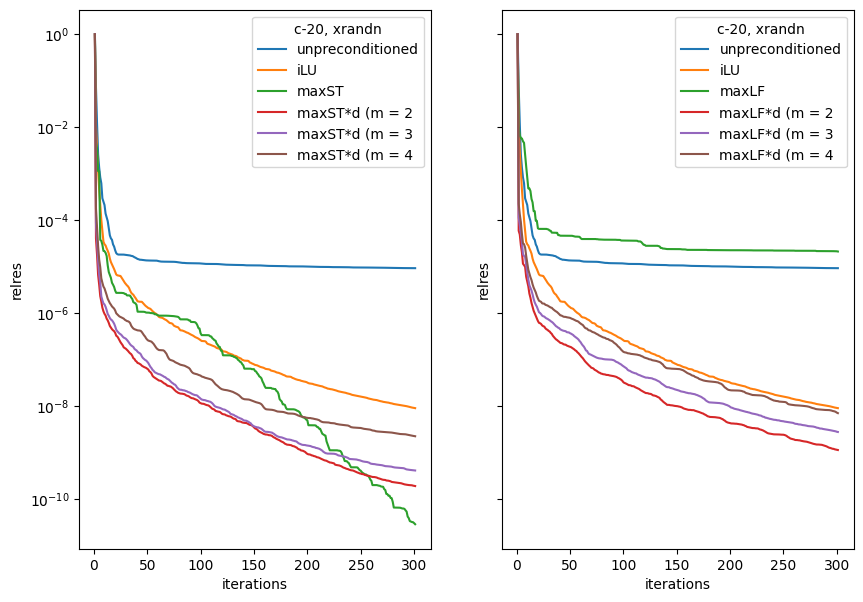 c-20, xrandn
unpreconditioned
iLU
maxST
maxST*d (m = 2
maxST*d (m = 3
maxST*d (m = 4
10⁰
10⁻²
10⁻⁴
10⁻⁶
10⁻⁸
10⁻¹⁰
relres
0 50 100 150 200 250 300
iterations
c-20, xrandn
unpreconditioned
iLU
maxLF
maxLF*d (m = 2
maxLF*d (m = 3
maxLF*d (m = 4
relres
0 50 100 150 200 250 300
iterations